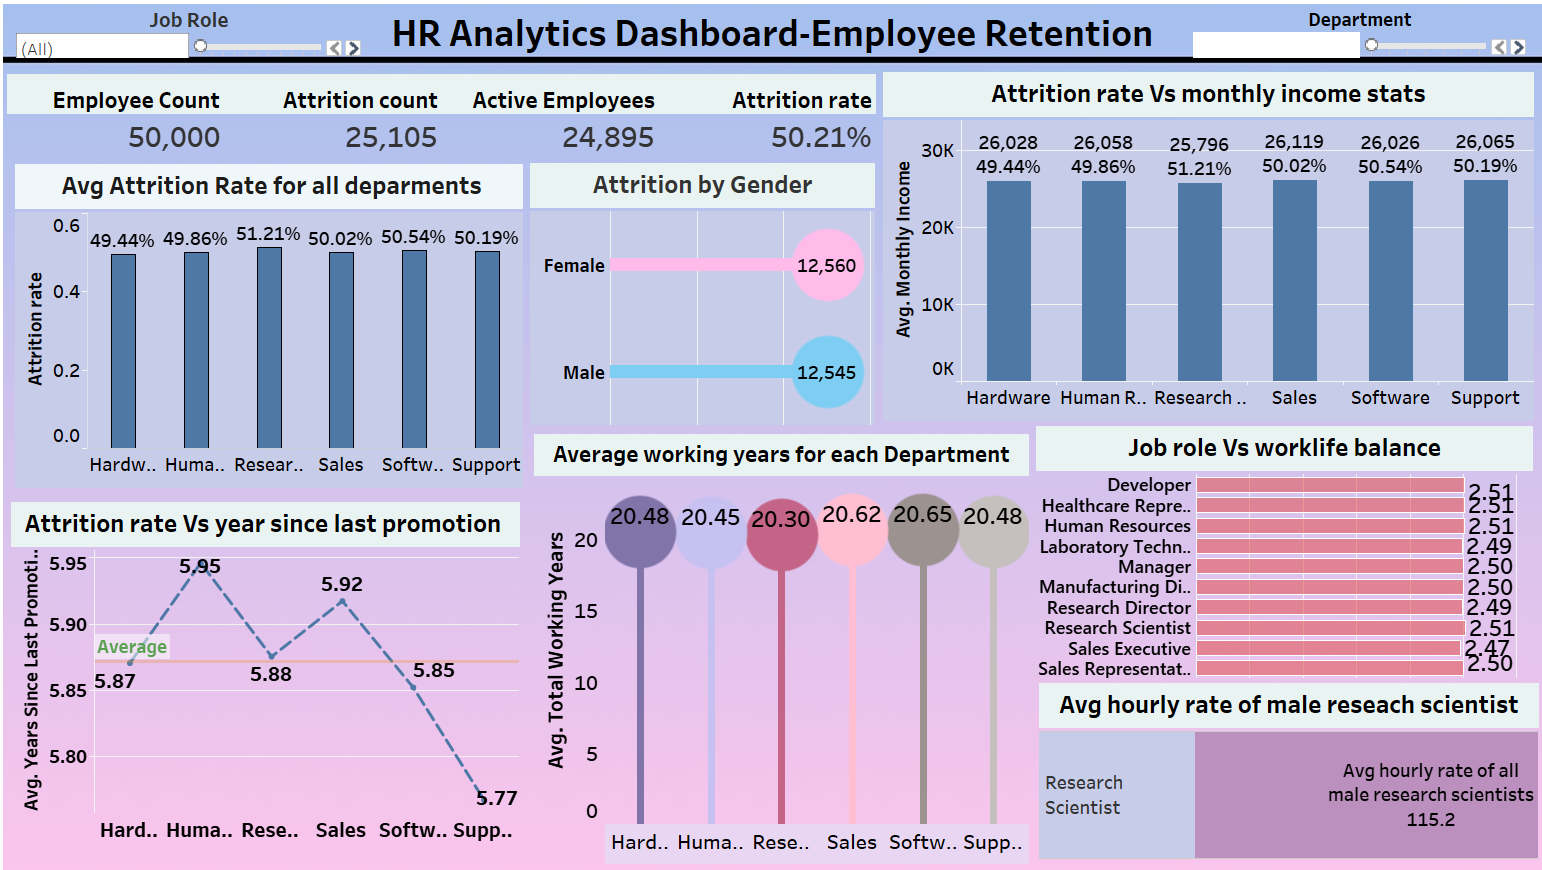 Job Role
(All)
HR Analytics Dashboard-Employee Retention
Department
Employee Count
Attrition count
Active Employees
Attrition rate
50,000
25,105
24,895
50.21%
Avg Attrition Rate for all deparments
Attrition rate
0.6
0.4
0.2
0.0
49.44%
49.86%
51.21%
50.02%
50.54%
50.19%
Hardw..
Huma..
Resear..
Sales
Softw..
Support
Attrition by Gender
Female
12,560
Male
12,545
Attrition rate Vs monthly income stats
Avg. Monthly Income
30K
20K
10K
0K
26,028
49.44%
26,058
49.86%
25,796
51.21%
26,119
50.02%
26,026
50.54%
26,065
50.19%
Hardware
Human R..
Research ..
Sales
Software
Support
Attrition rate Vs year since last promotion
Avg. Years Since Last Promoti..
5.95
5.90
5.85
5.80
Average
5.87
5.95
5.88
5.92
5.85
5.77
Hard..
Huma..
Rese..
Sales
Softw..
Supp..
Average working years for each Department
Avg. Total Working Years
20
15
10
5
0
20.48
20.45
20.30
20.62
20.65
20.48
Hard..
Huma..
Rese..
Sales
Softw..
Supp..
Job role Vs worklife balance
Developer
2.51
Healthcare Repre..
2.51
Human Resources
2.51
Laboratory Techn..
2.49
Manager
2.50
Manufacturing Di..
2.50
Research Director
2.49
Research Scientist
2.51
Sales Executive
2.47
Sales Representat..
2.50
Avg hourly rate of male reseach scientist
Research
Scientist
Avg hourly rate of all
male research scientists
115.2